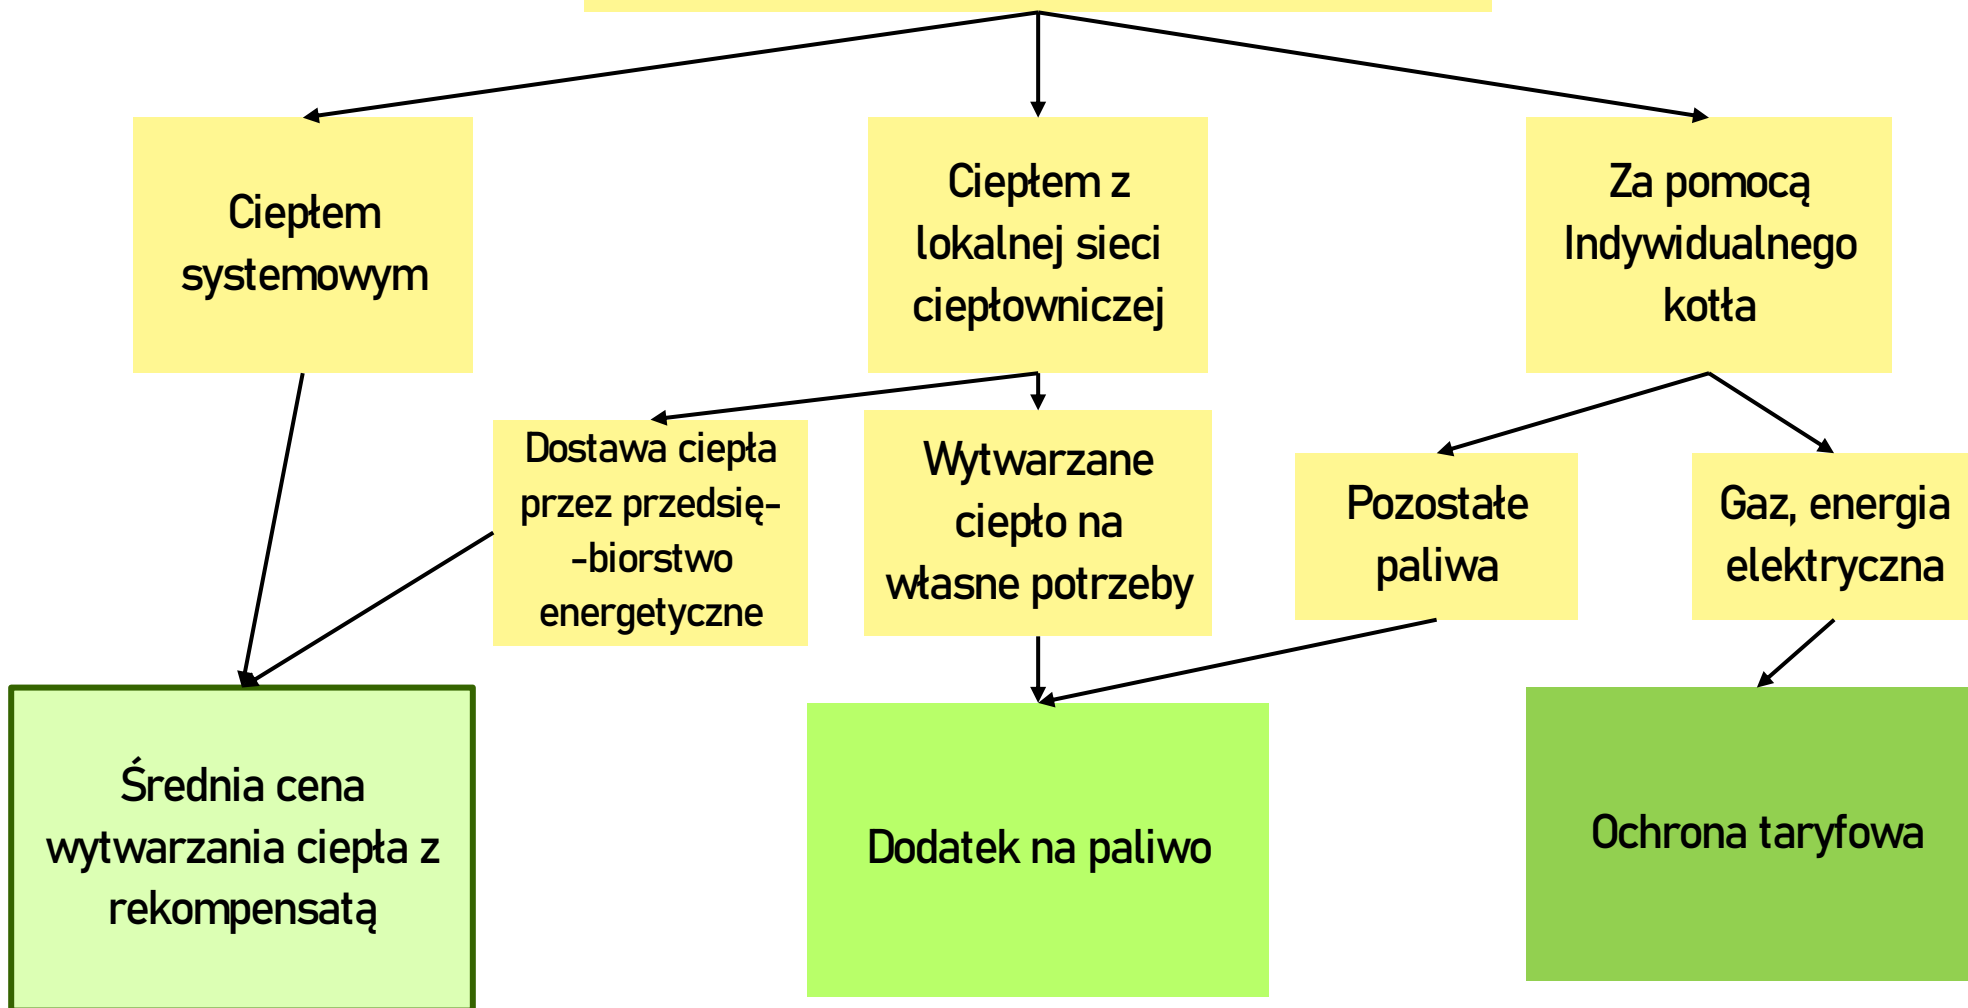 Ciepłem
systemowym
Ciepłem z
lokalnej sieci
ciepłowniczej
Za pomocą
Indywidualnego
kotła
Dostawa ciepła
przez przedsię-
-biorstwo
energetyczne
Wytwarzane
ciepło na
własne potrzeby
Pozostałe
paliwa
Gaz, energia
elektryczna
Średnia cena
wytwarzania ciepła z
rekompensatą
Dodatek na paliwo
Ochrona taryfowa